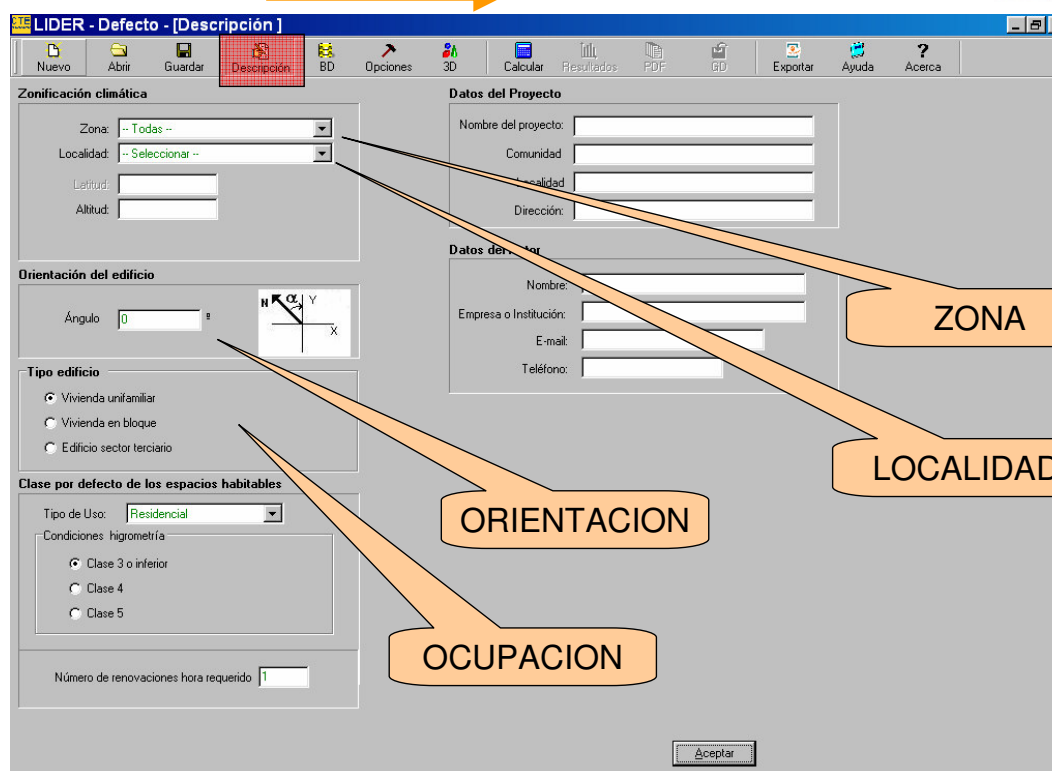 CTE LIDER - Defecto - [Descripción ]
Nuevo Abrir Guardar Descripción BD Opciones 3D Calcular Resultados PDF GD Exportar Ayuda Acerca
Zonificación climática
Zona: -- Todas --
Localidad: -- Seleccionar --
Latitud:
Altitud:
Orientación del edificio
Ángulo 0 º
N α Y
X
Tipo edificio
Vivienda unifamiliar
Vivienda en bloque
Edificio sector terciario
Clase por defecto de los espacios habitables
Tipo de Uso: Residencial
Condiciones higrometría
Clase 3 o inferior
Clase 4
Clase 5
Número de renovaciones hora requerido 1
Datos del Proyecto
Nombre del proyecto:
Comunidad
Localidad
Dirección:
Datos del
Nombre:
Empresa o Institución:
E-mail:
Teléfono:
ZONA
LOCALIDAD
ORIENTACION
OCUPACION
Aceptar